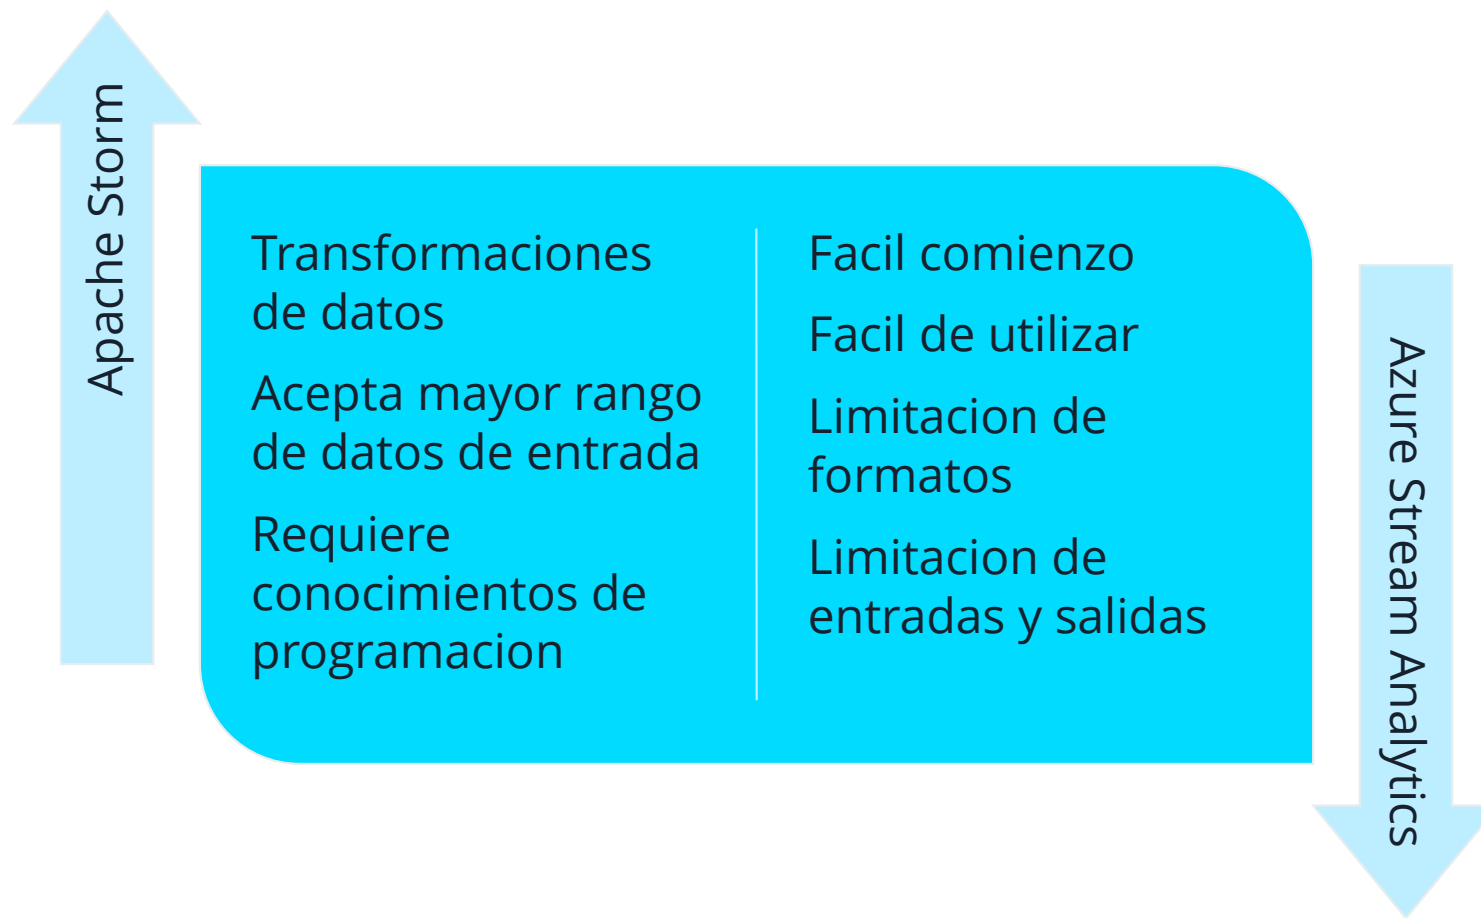 Apache Storm
Transformaciones
de datos
Acepta mayor rango
de datos de entrada
Requiere
conocimientos de
programacion
Facil comienzo
Facil de utilizar
Limitacion de
formatos
Limitacion de
entradas y salidas
Azure Stream Analytics